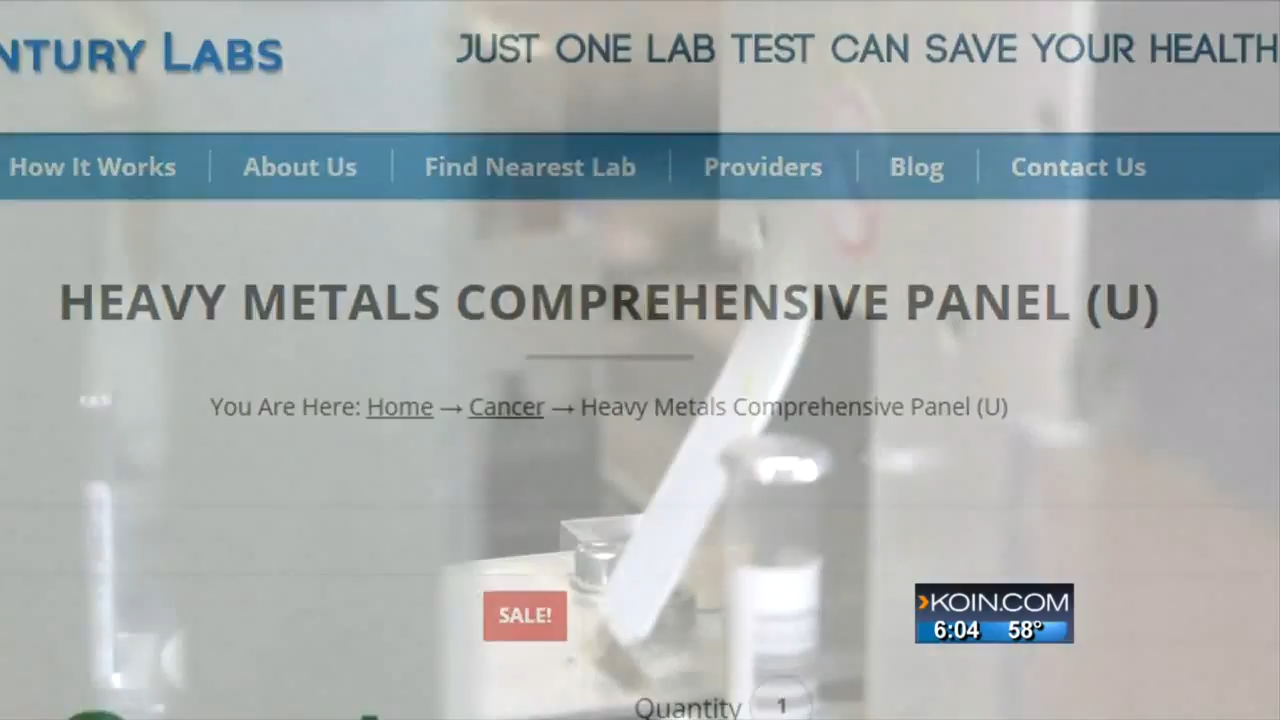 NTURY LABS
JUST ONE LAB TEST CAN SAVE YOUR HEALTH
How It Works | About Us | Find Nearest Lab | Providers | Blog | Contact Us
HEAVY METALS COMPREHENSIVE PANEL (U)
You Are Here: Home → Cancer → Heavy Metals Comprehensive Panel (U)
SALE!
KOIN.COM
6:04 58°
Quantity 1